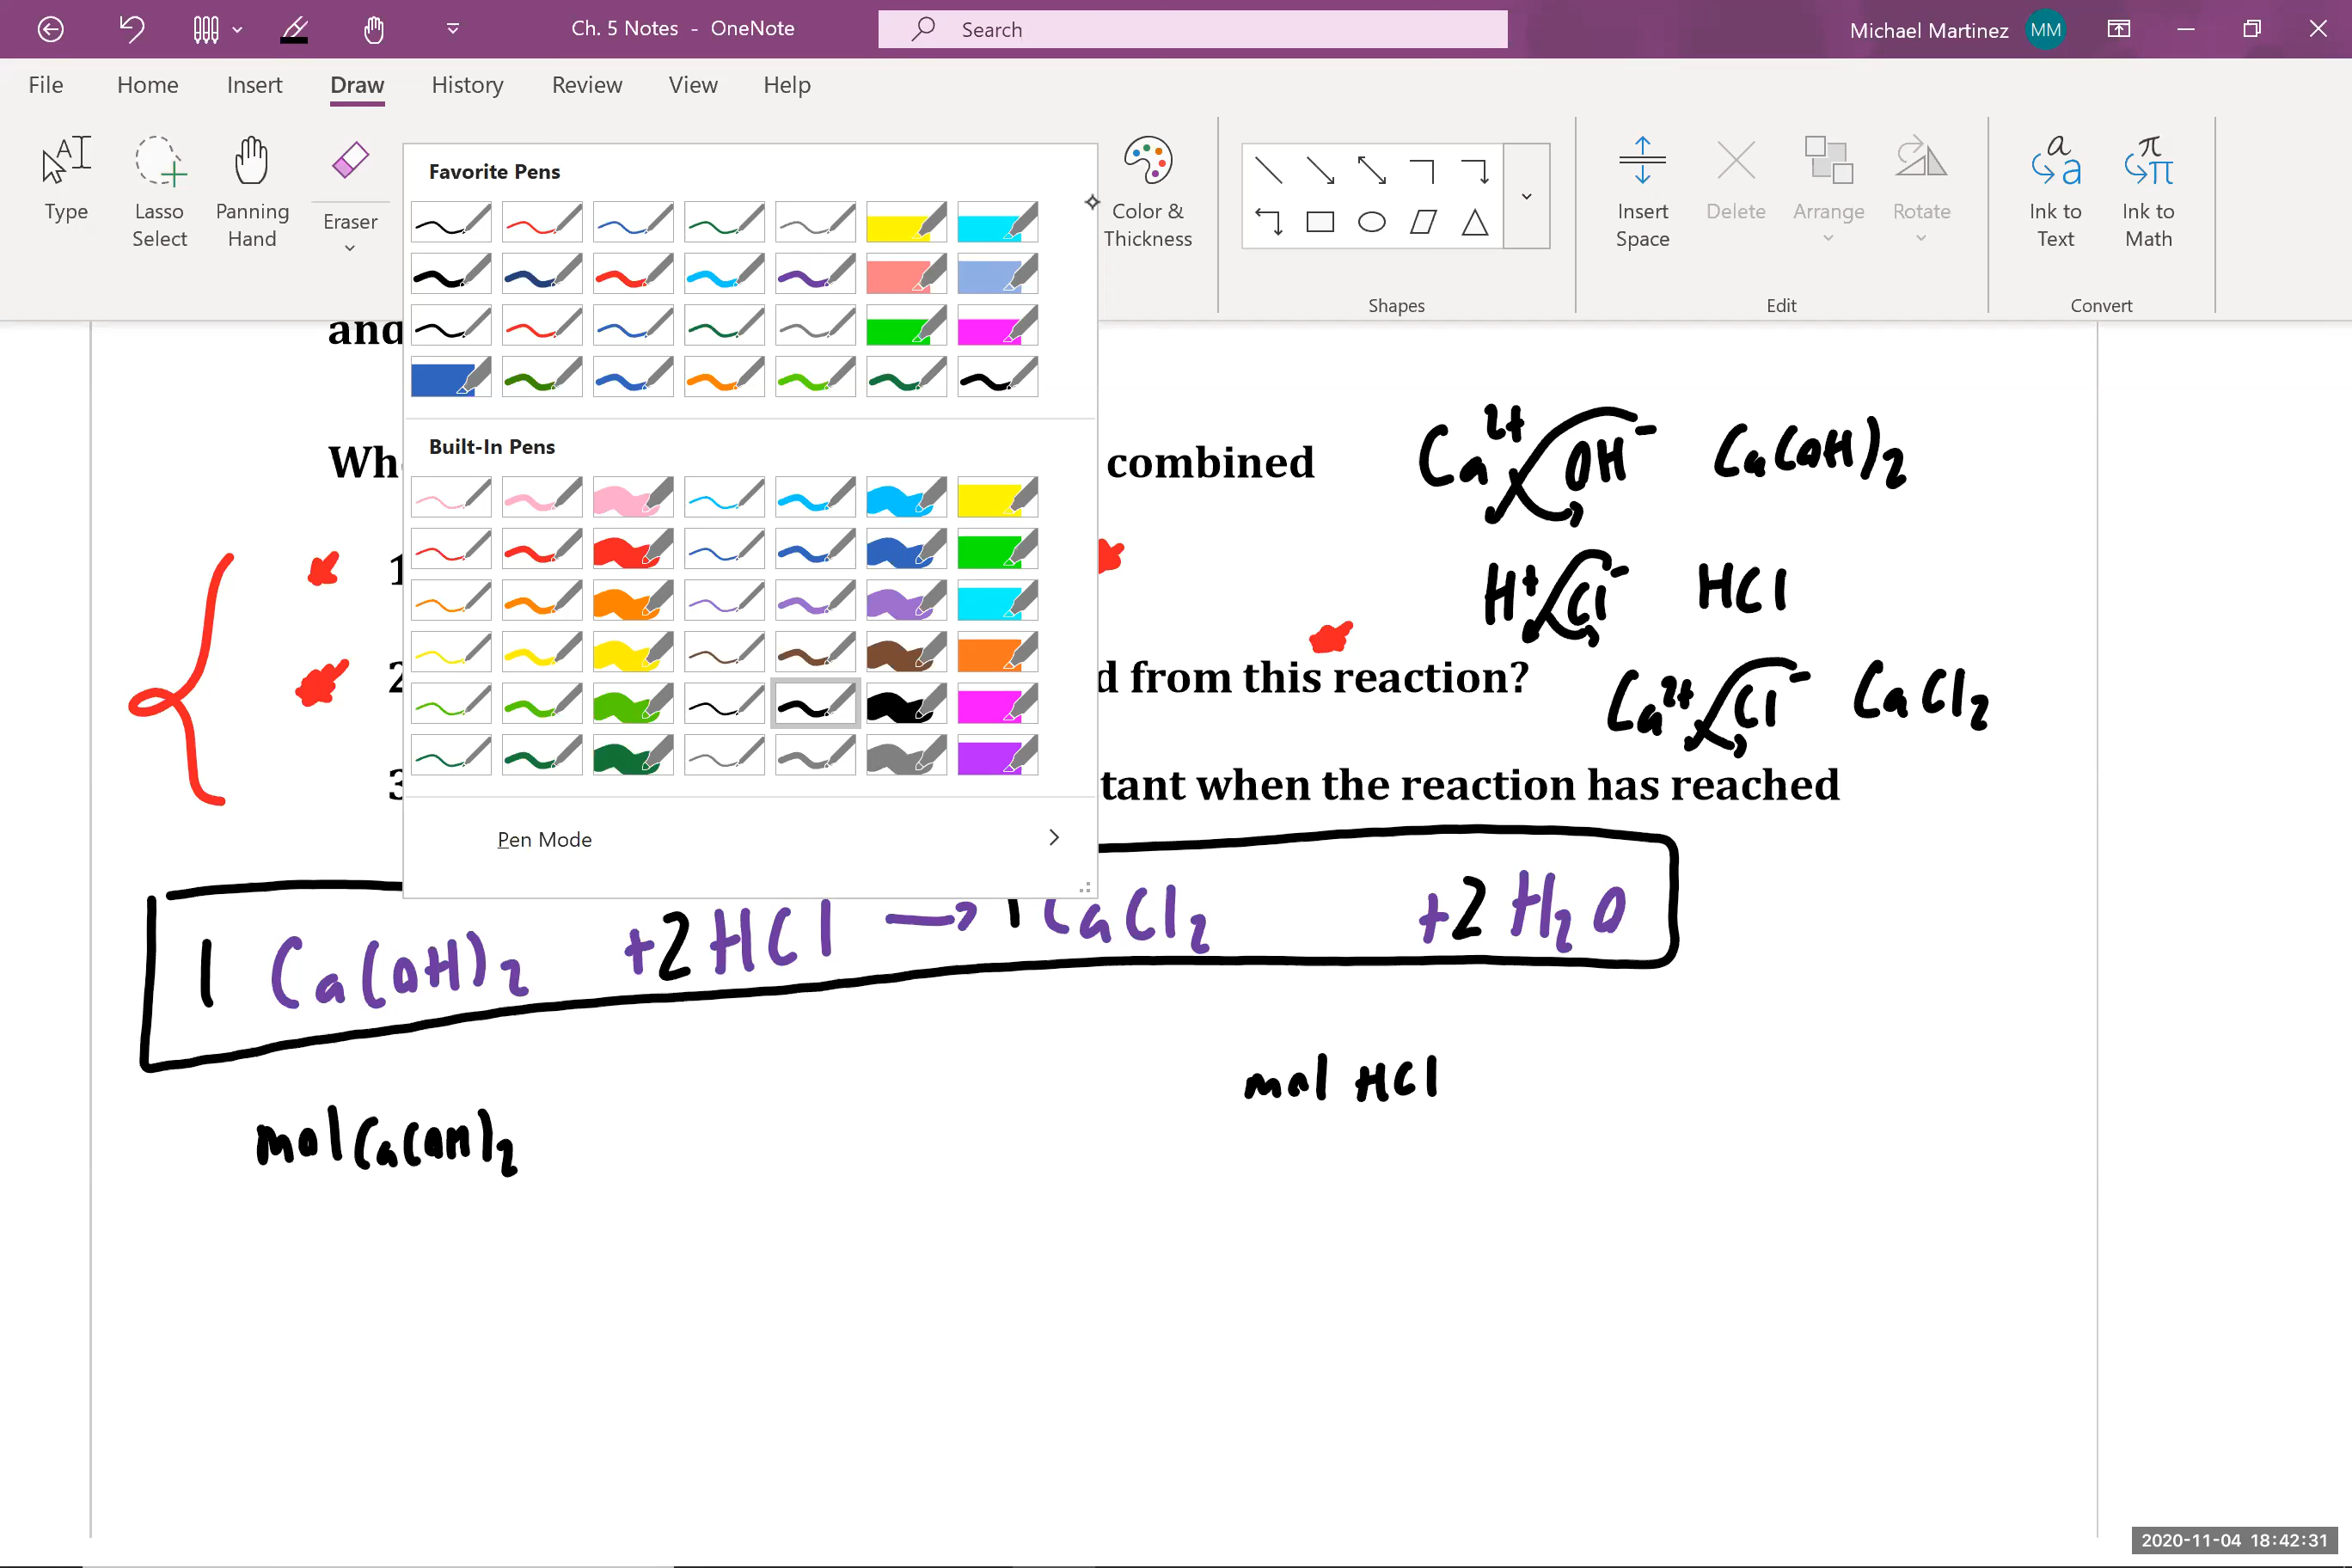 Ch. 5 Notes - OneNote
Search
Michael Martinez MM
File Home Insert Draw History Review View Help
Type
Lasso Select
Panning Hand
Eraser
Color & Thickness
Insert Space
Delete
Arrange
Rotate
Ink to Text
Ink to Math
Shapes
Edit
Convert
Favorite Pens
Built-In Pens
Pen Mode
and
Wh combined
Ca²⁺ OH⁻ Ca(OH)₂
1
H⁺ Cl⁻ HCl
2 d from this reaction?
Ca²⁺ Cl⁻ CaCl₂
3 tant when the reaction has reached
1 Ca(OH)₂ +2 HCl → 1 CaCl₂ +2 H₂O
mol HCl
mol Ca(OH)₂
2020-11-04 18:42:31